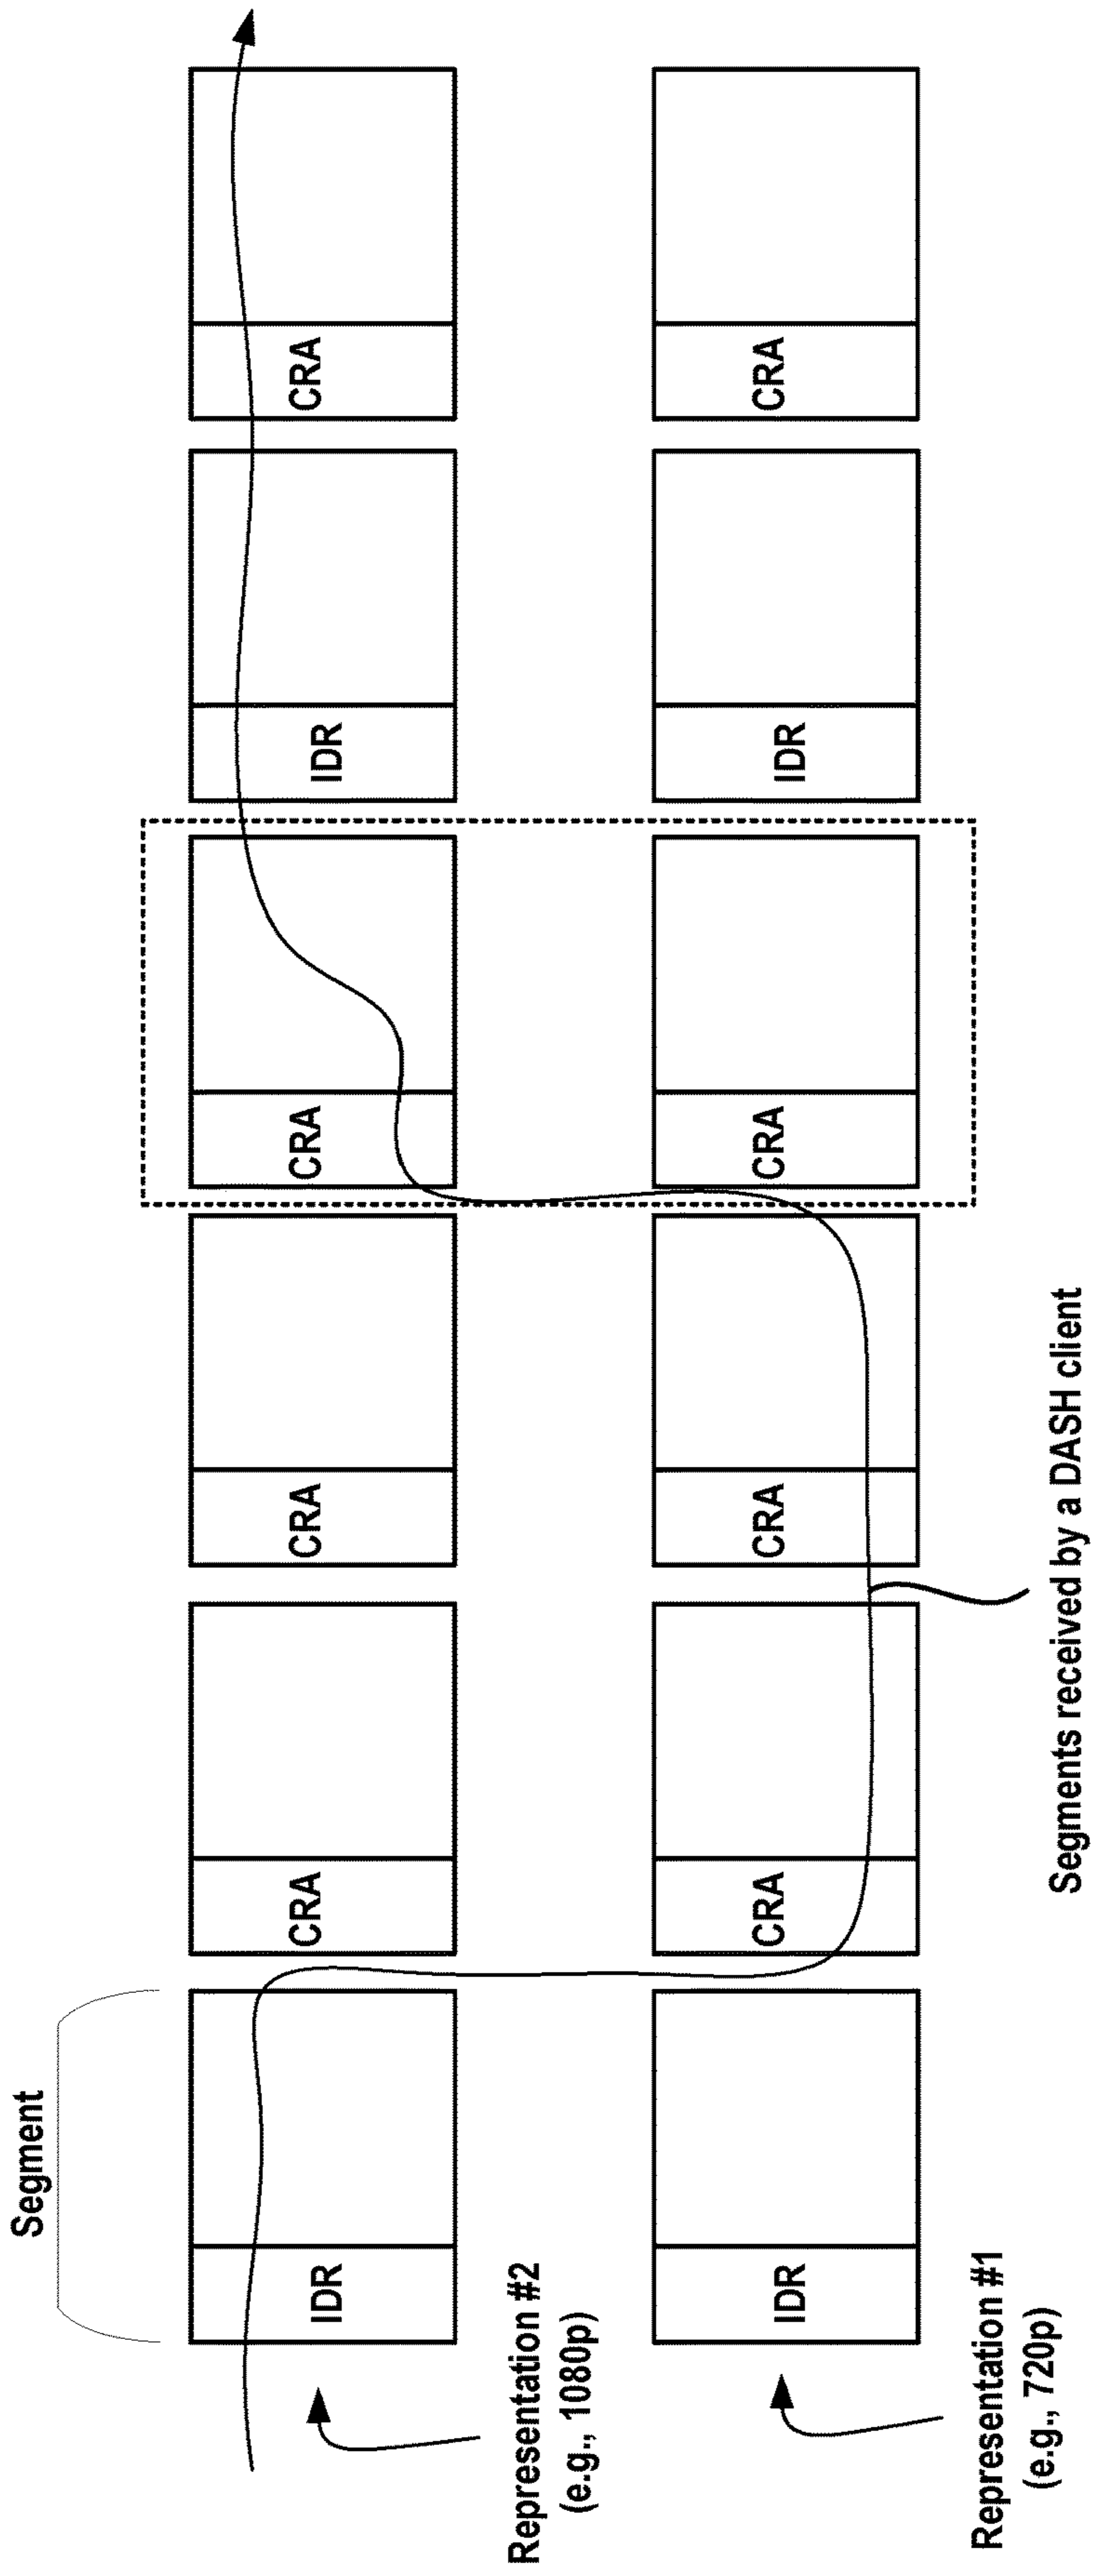 Segment
IDR
CRA
CRA
CRA
IDR
CRA
Representation #2
(e.g., 1080p)
IDR
CRA
CRA
CRA
IDR
CRA
Representation #1
(e.g., 720p)
Segments received by a DASH client